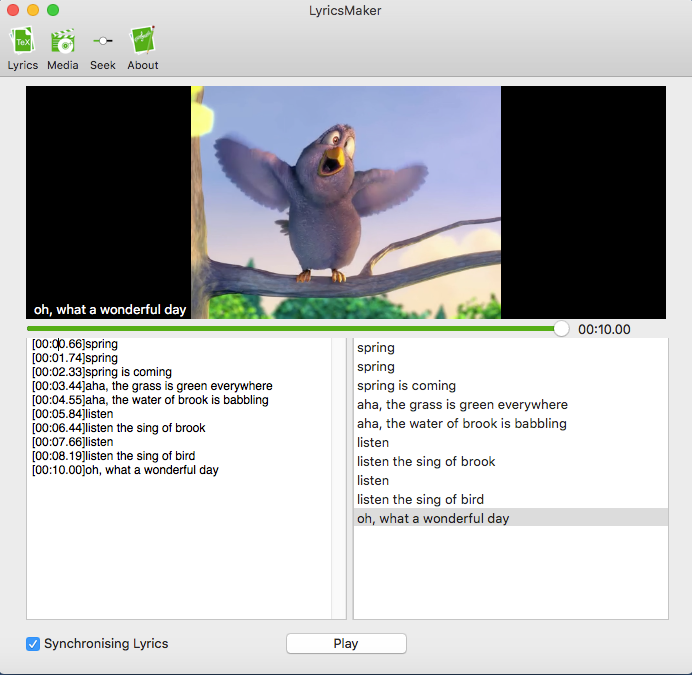 LyricsMaker
TeX
Lyrics Media Seek About
oh, what a wonderful day
00:10.00
[00:00.66]spring
[00:01.74]spring
[00:02.33]spring is coming
[00:03.44]aha, the grass is green everywhere
[00:04.55]aha, the water of brook is babbling
[00:05.84]listen
[00:06.44]listen the sing of brook
[00:07.66]listen
[00:08.19]listen the sing of bird
[00:10.00]oh, what a wonderful day
spring
spring
spring is coming
aha, the grass is green everywhere
aha, the water of brook is babbling
listen
listen the sing of brook
listen
listen the sing of bird
oh, what a wonderful day
Synchronising Lyrics
Play